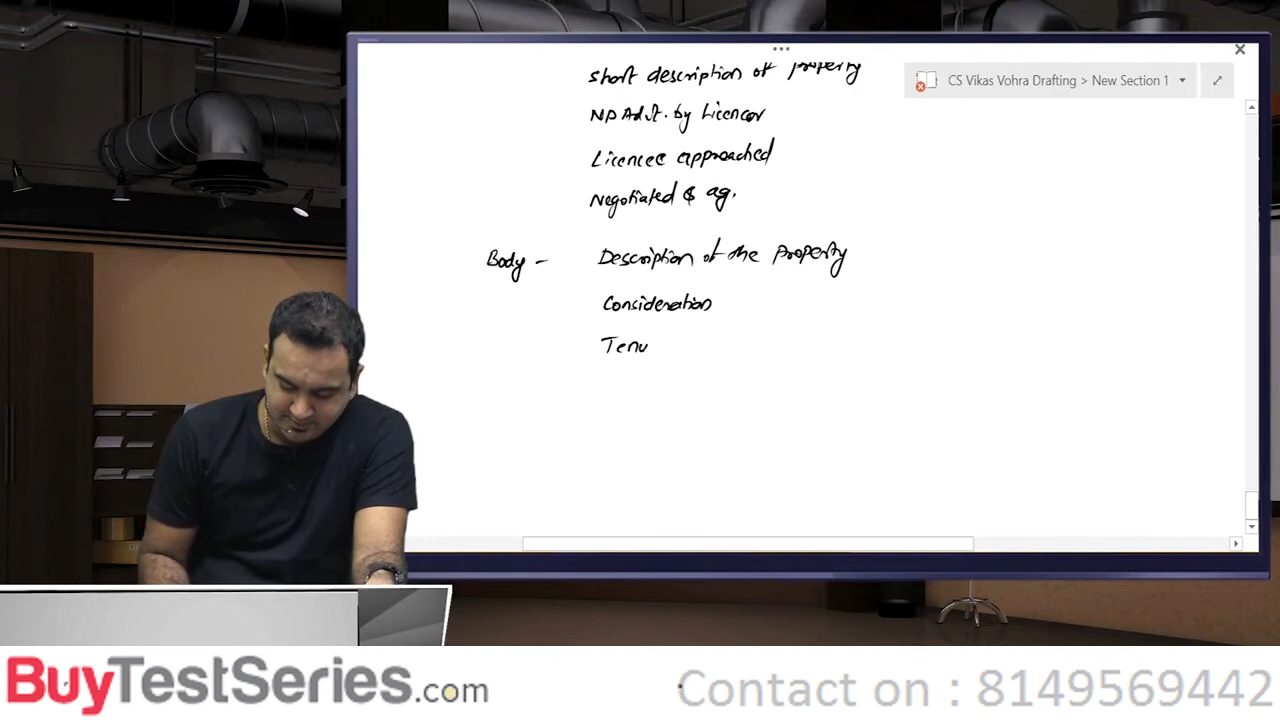 short description of property
CS Vikas Vohra Drafting > New Section 1
NP Advt. by Licencor
Licencee approached
Negotiated & ag.
Body - Description of the Property
Consideration
Tenu
BuyTestSeries.com
Contact on : 8149569442